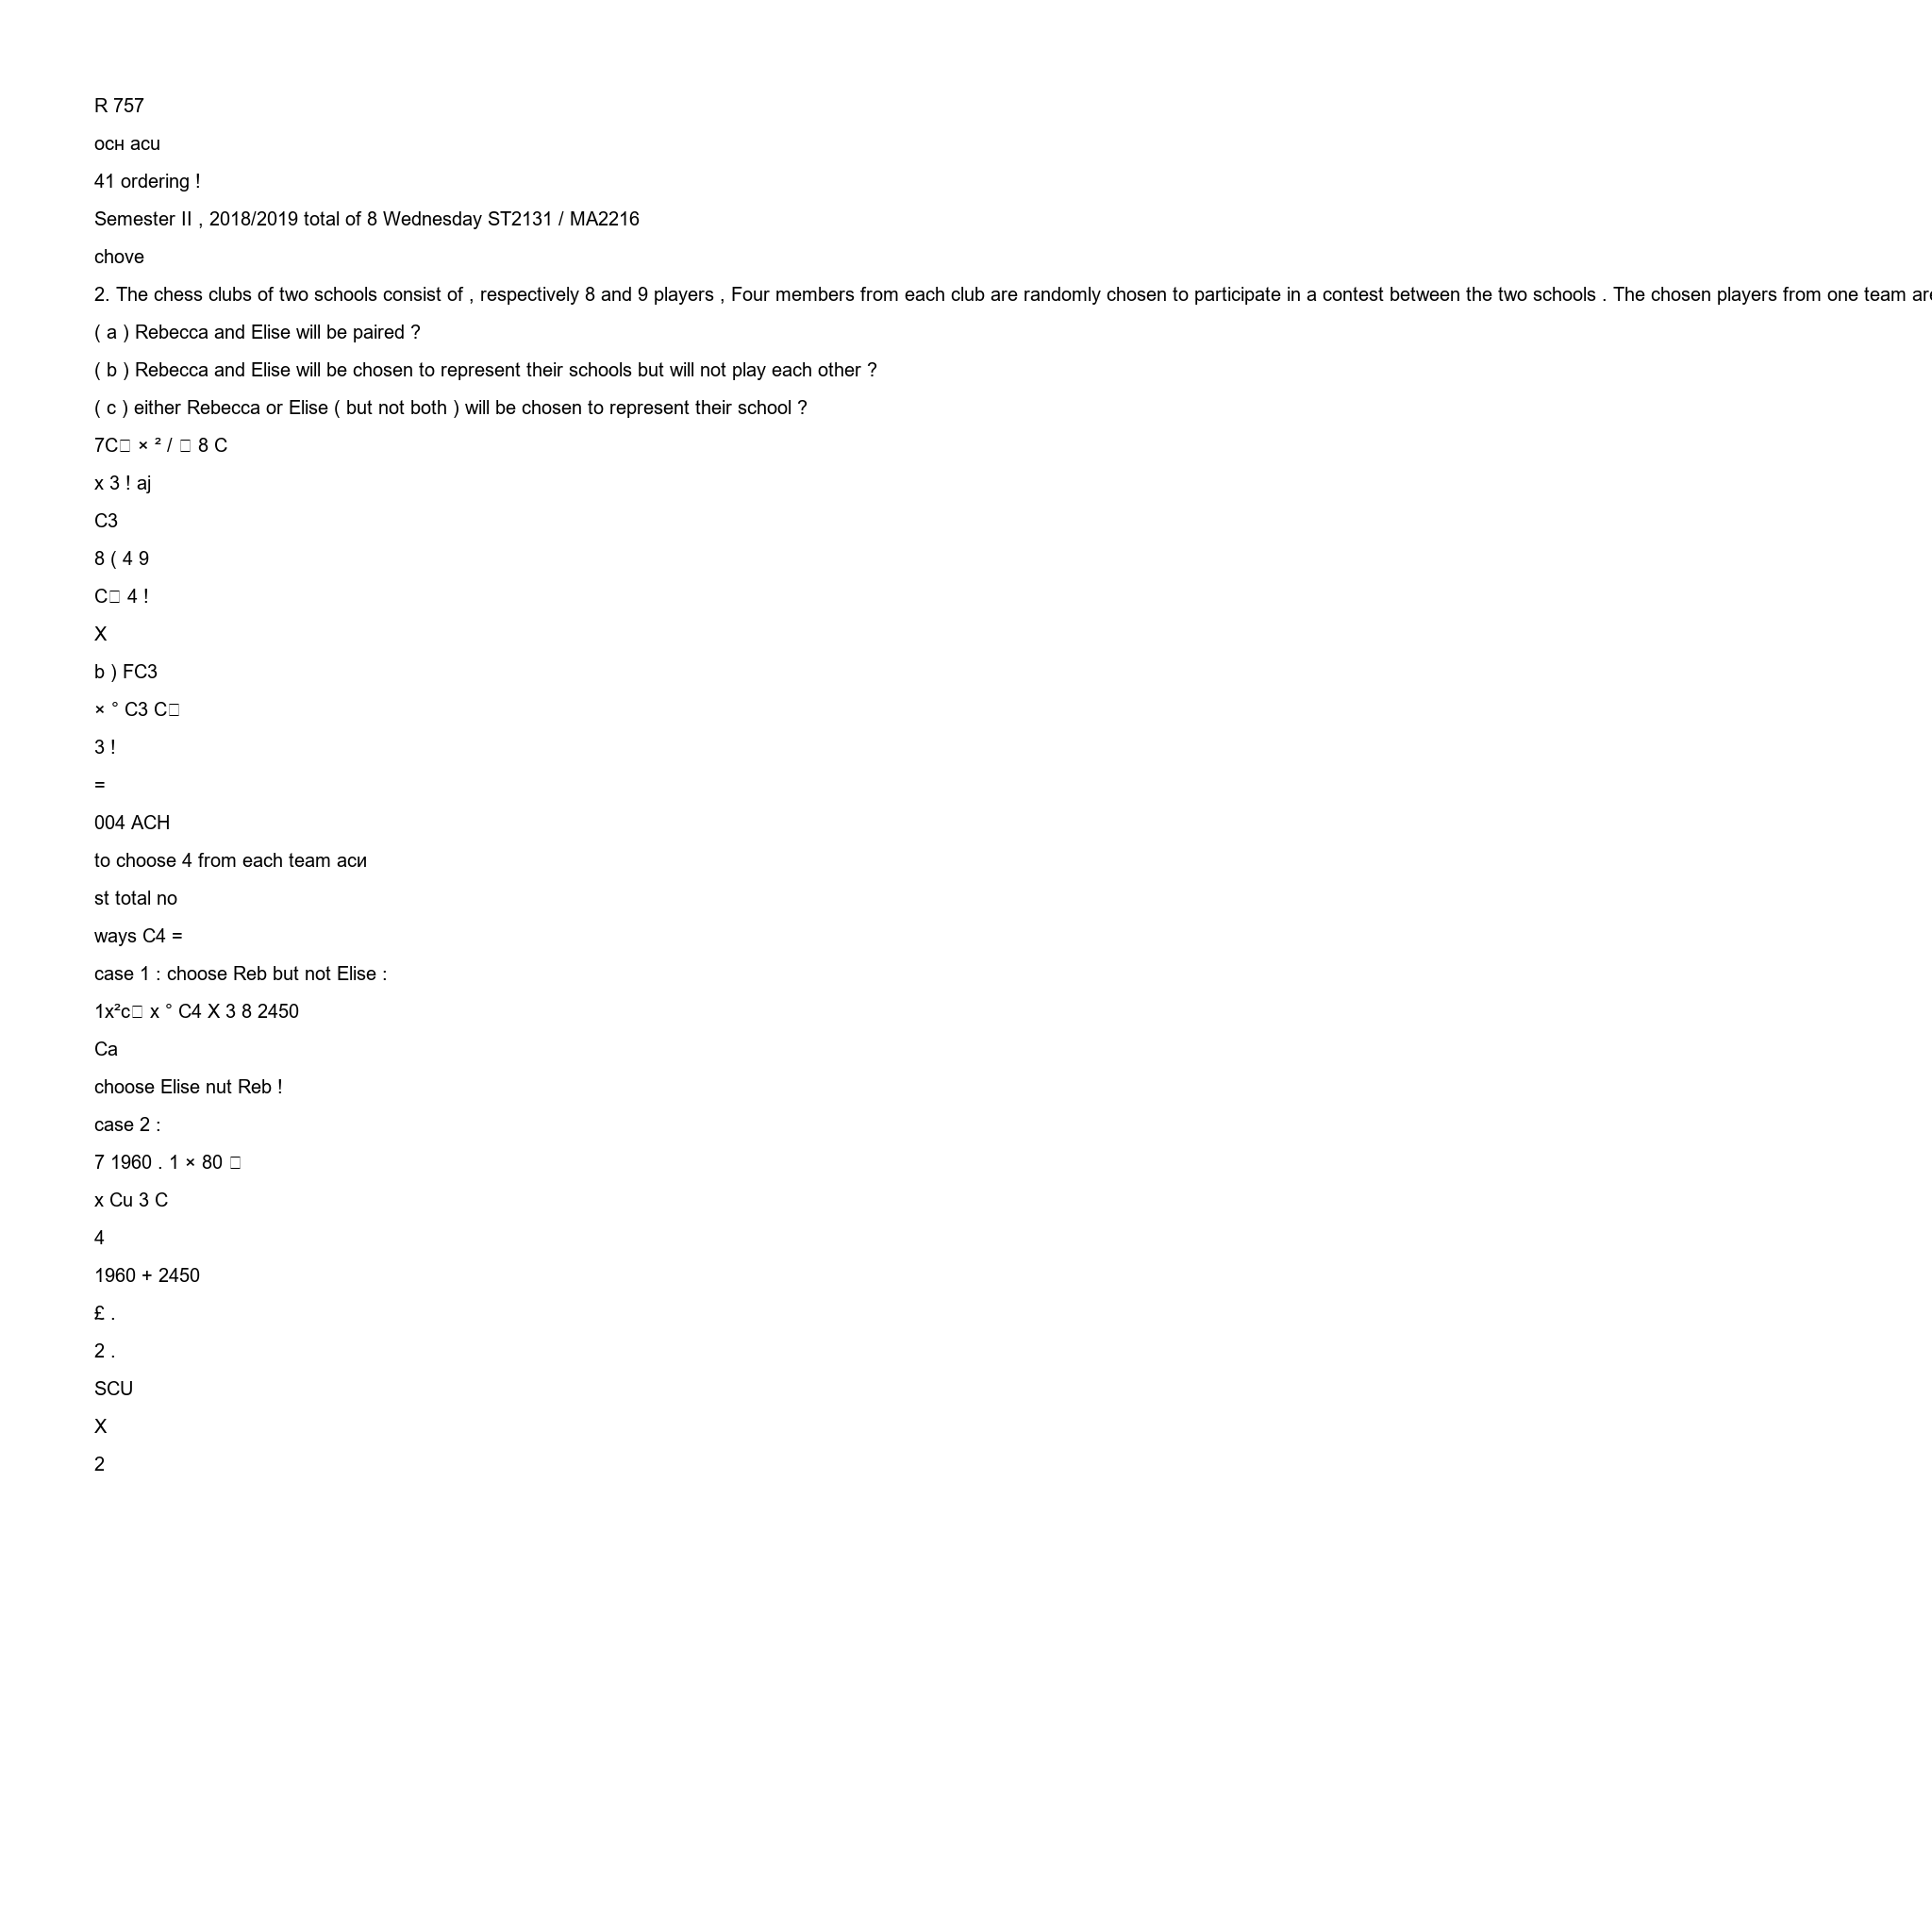 R 757
осн acu
41 ordering !
Semester II , 2018/2019 total of 8 Wednesday ST2131 / MA2216
chove
2. The chess clubs of two schools consist of , respectively 8 and 9 players , Four members from each club are randomly chosen to participate in a contest between the two schools . The chosen players from one team are
( a ) Rebecca and Elise will be paired ?
( b ) Rebecca and Elise will be chosen to represent their schools but will not play each other ?
( c ) either Rebecca or Elise ( but not both ) will be chosen to represent their school ?
7C□ × ² / □ 8 C
x 3 ! aj
C3
8 ( 4 9
C□ 4 !
X
b ) FC3
× ° C3 C□
3 !
=
004 ACH
to choose 4 from each team аси
st total no
ways C4 =
case 1 : choose Reb but not Elise :
1x²c□ x ° C4 X 3 8 2450
Ca
choose Elise nut Reb !
case 2 :
7 1960 . 1 × 80 □
x Cu 3 C
4
1960 + 2450
£ .
2 .
SCU
X
2